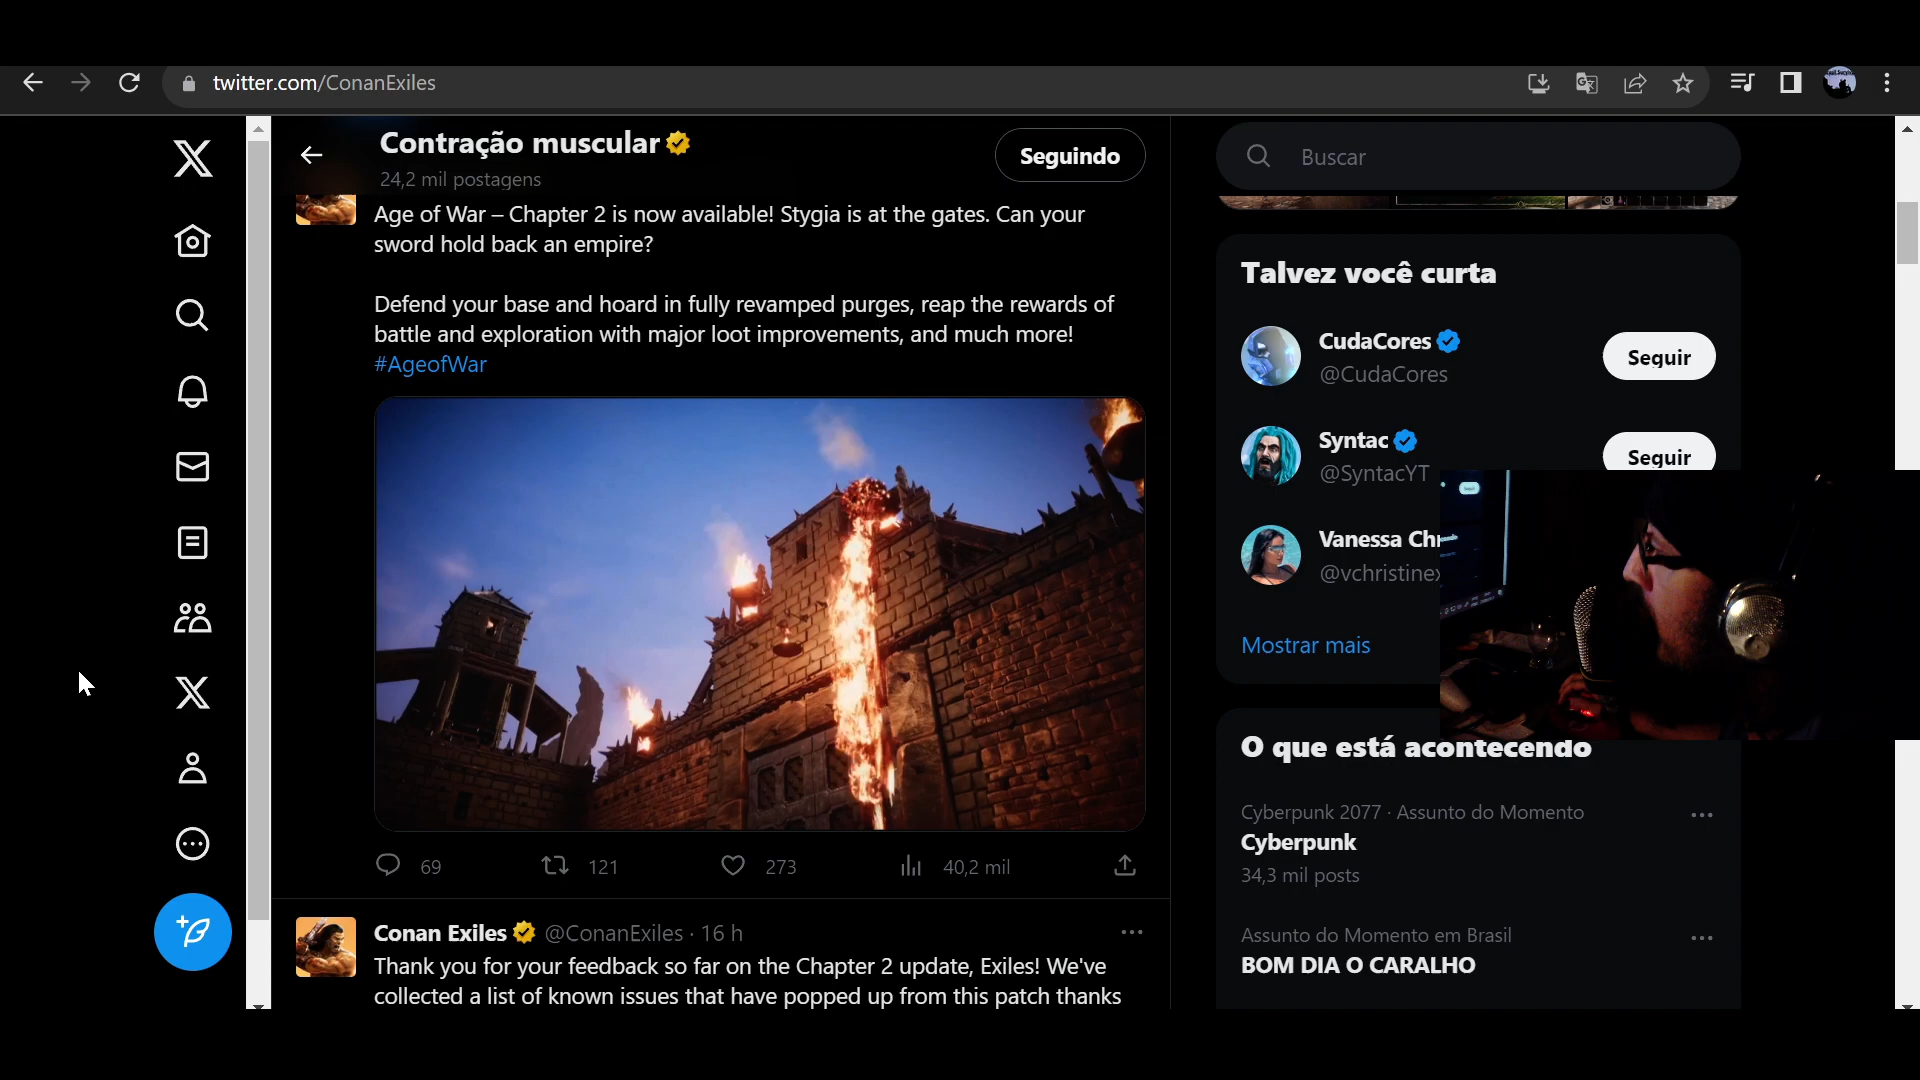 twitter.com/ConanExiles
Contração muscular
24,2 mil postagens
Seguindo
Age of War – Chapter 2 is now available! Stygia is at the gates. Can your
sword hold back an empire?
Defend your base and hoard in fully revamped purges, reap the rewards of
battle and exploration with major loot improvements, and much more!
#AgeofWar
69
121
273
40,2 mil
Conan Exiles @ConanExiles · 16 h
Thank you for your feedback so far on the Chapter 2 update, Exiles! We've
collected a list of known issues that have popped up from this patch thanks
Buscar
Talvez você curta
CudaCores
@CudaCores
Seguir
Syntac
@SyntacYT
Seguir
Vanessa Chr
@vchristinex
Mostrar mais
O que está acontecendo
Cyberpunk 2077 · Assunto do Momento
Cyberpunk
34,3 mil posts
Assunto do Momento em Brasil
BOM DIA O CARALHO